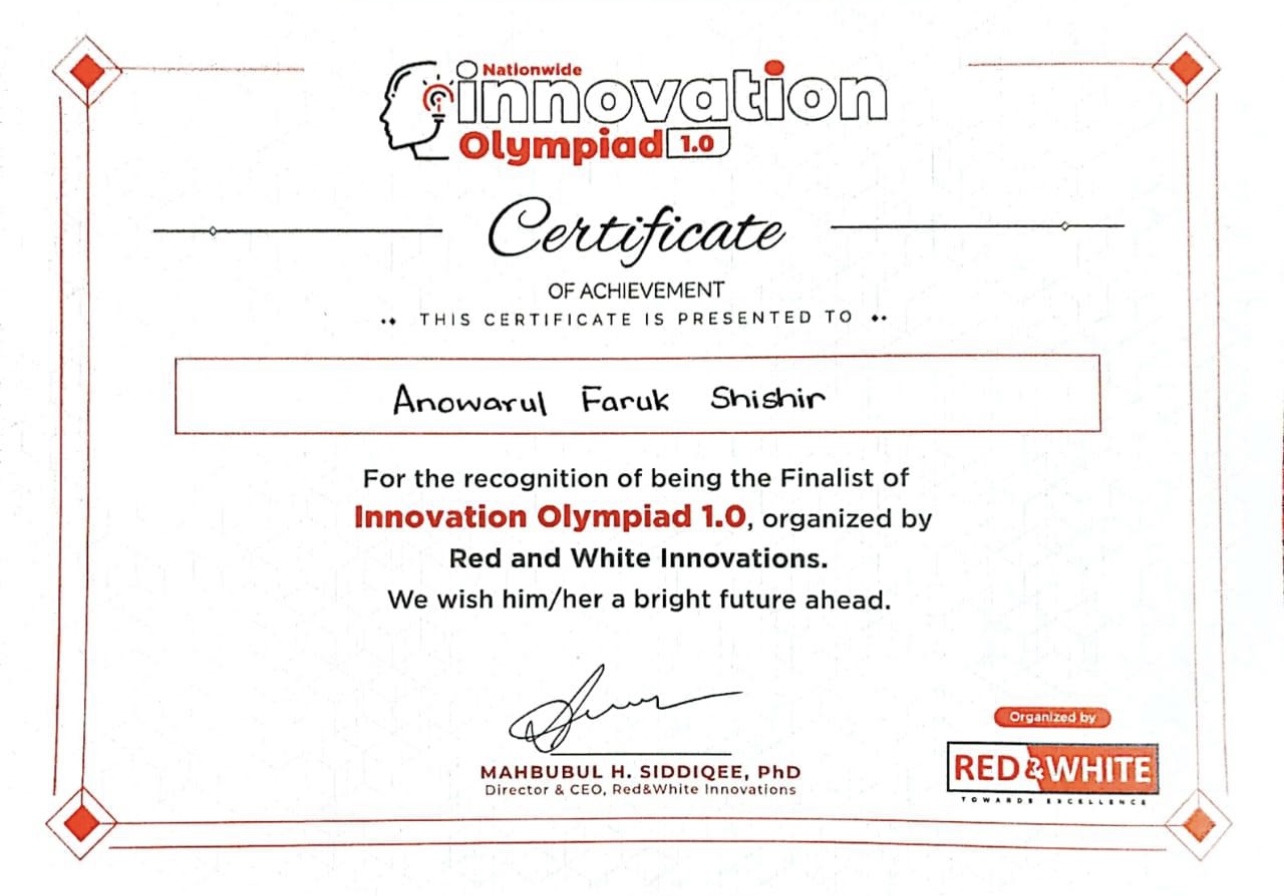 Nationwide
innovation
Olympiad 1.0
Certificate
OF ACHIEVEMENT
THIS CERTIFICATE IS PRESENTED TO
Anowarul Faruk Shishir
For the recognition of being the Finalist of
Innovation Olympiad 1.0, organized by
Red and White Innovations.
We wish him/her a bright future ahead.
MAHBUBUL H. SIDDIQEE, PhD
Director & CEO, Red&White Innovations
Organized by
RED&WHITE
TOWARDS EXCELLENCE